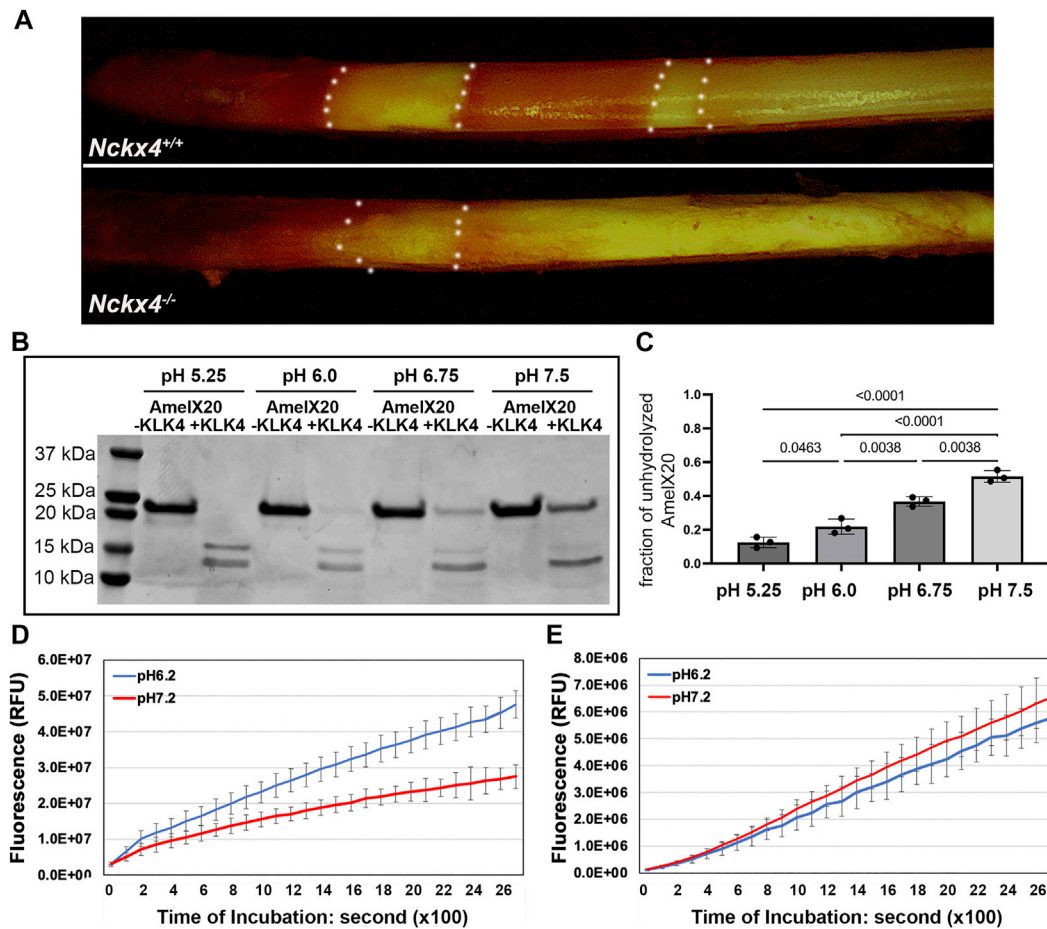 A
Nckx4+/+
Nckx4-/-
B
pH 5.25 pH 6.0 pH 6.75 pH 7.5
AmelX20 AmelX20 AmelX20 AmelX20
-KLK4 +KLK4 -KLK4 +KLK4 -KLK4 +KLK4 -KLK4 +KLK4
37 kDa
25 kDa
20 kDa
15 kDa
10 kDa
C
fraction of unhydrolyzed
AmelX20
1.0
0.8
0.6
0.4
0.2
0.0
<0.0001
<0.0001
0.0463 0.0038 0.0038
pH 5.25 pH 6.0 pH 6.75 pH 7.5
D
Fluorescence (RFU)
6.0E+07
5.0E+07
4.0E+07
3.0E+07
2.0E+07
1.0E+07
0.0E+00
pH6.2
pH7.2
0 2 4 6 8 10 12 14 16 18 20 22 24 26
Time of Incubation: second (x100)
E
Fluorescence (RFU)
8.0E+06
7.0E+06
6.0E+06
5.0E+06
4.0E+06
3.0E+06
2.0E+06
1.0E+06
0.0E+00
pH6.2
pH7.2
0 2 4 6 8 10 12 14 16 18 20 22 24 26
Time of Incubation: second (x100)